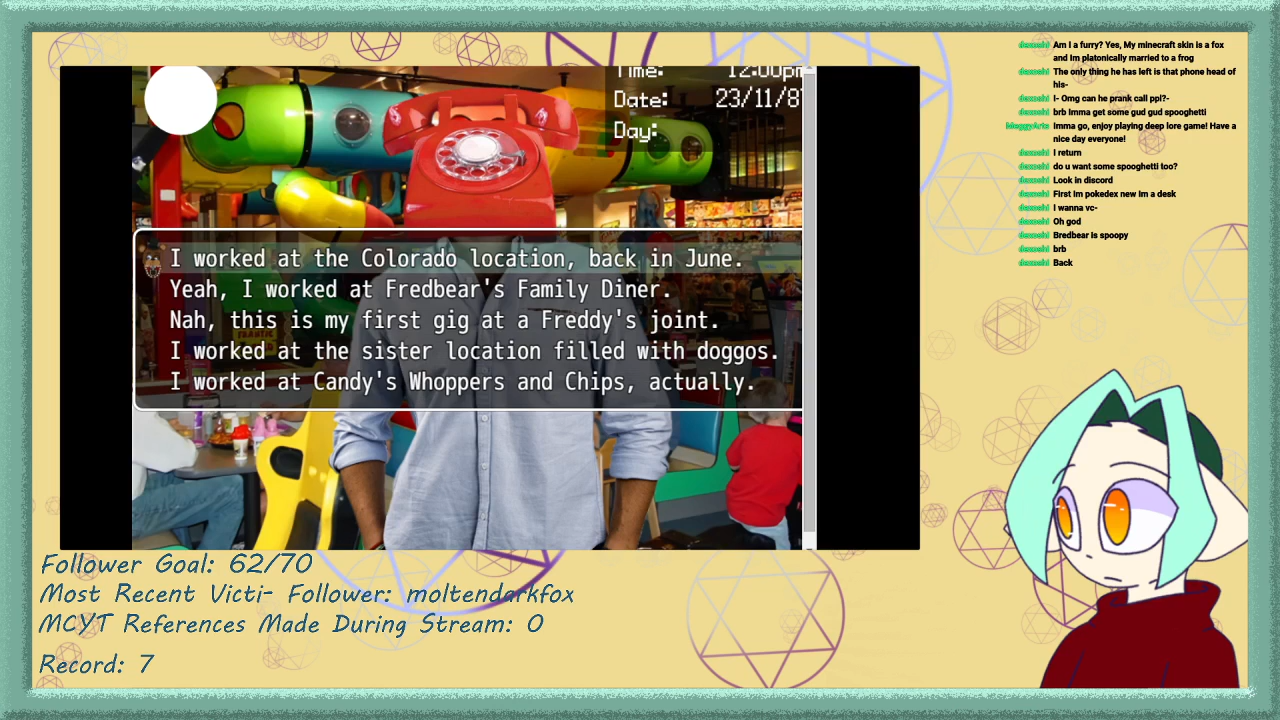 Time: 12:00pm
Date: 23/11/87
Day:
I worked at the Colorado location, back in June.
Yeah, I worked at Fredbear's Family Diner.
Nah, this is my first gig at a Freddy's joint.
I worked at the sister location filled with doggos.
I worked at Candy's Whoppers and Chips, actually.
Follower Goal: 62/70
Most Recent Victi- Follower: moltendarkfox
MCYT References Made During Stream: 0
Record: 7
Am I a furry? Yes, My minecraft skin is a fox
and Im platonically married to a frog
The only thing he has left is that phone head of
his-
I- Omg can he prank call ppl?-
brb Imma get some gud gud spooghetti
Imma go, enjoy playing deep lore game! Have a
nice day everyone!
I return
do u want some spooghetti too?
Look in discord
First Im pokedex new Im a desk
I wanna vc-
Oh god
Bredbear is spoopy
brb
Back